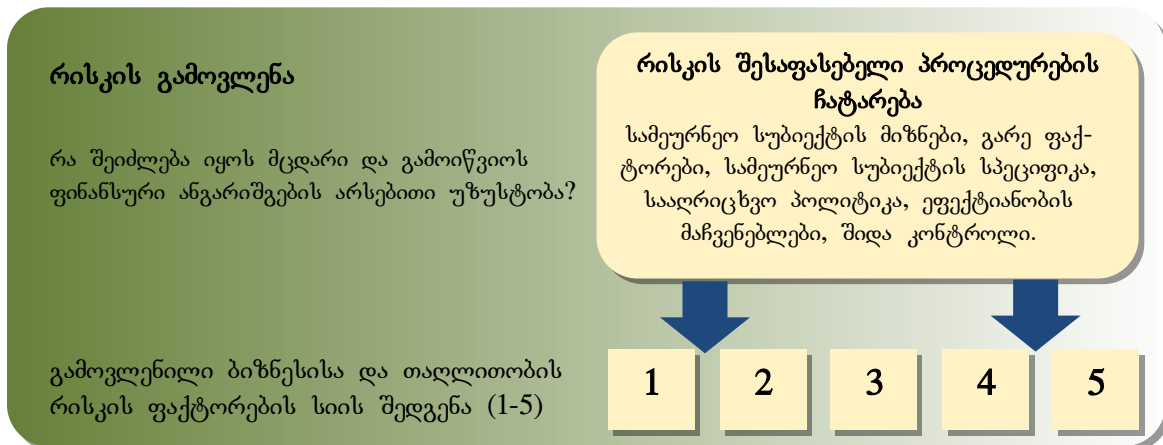 რისკის გამოვლენა
რა შეიძლება იყოს მცდარი და გამოიწვიოს
ფინანსური ანგარიშგების არსებითი უზუსტობა?
რისკის შესაფასებელი პროცედურების
ჩატარება
სამეურნეო სუბიექტის მიზნები, გარე ფაქ-
ტორები, სამეურნეო სუბიექტის სპეციფიკა,
სააღრიცხვო პოლიტიკა, ეფექტიანობის
მაჩვენებლები, შიდა კონტროლი.
გამოვლენილი ბიზნესისა და თაღლითობის
რისკის ფაქტორების სიის შედგენა (1-5)
1 2 3 4 5